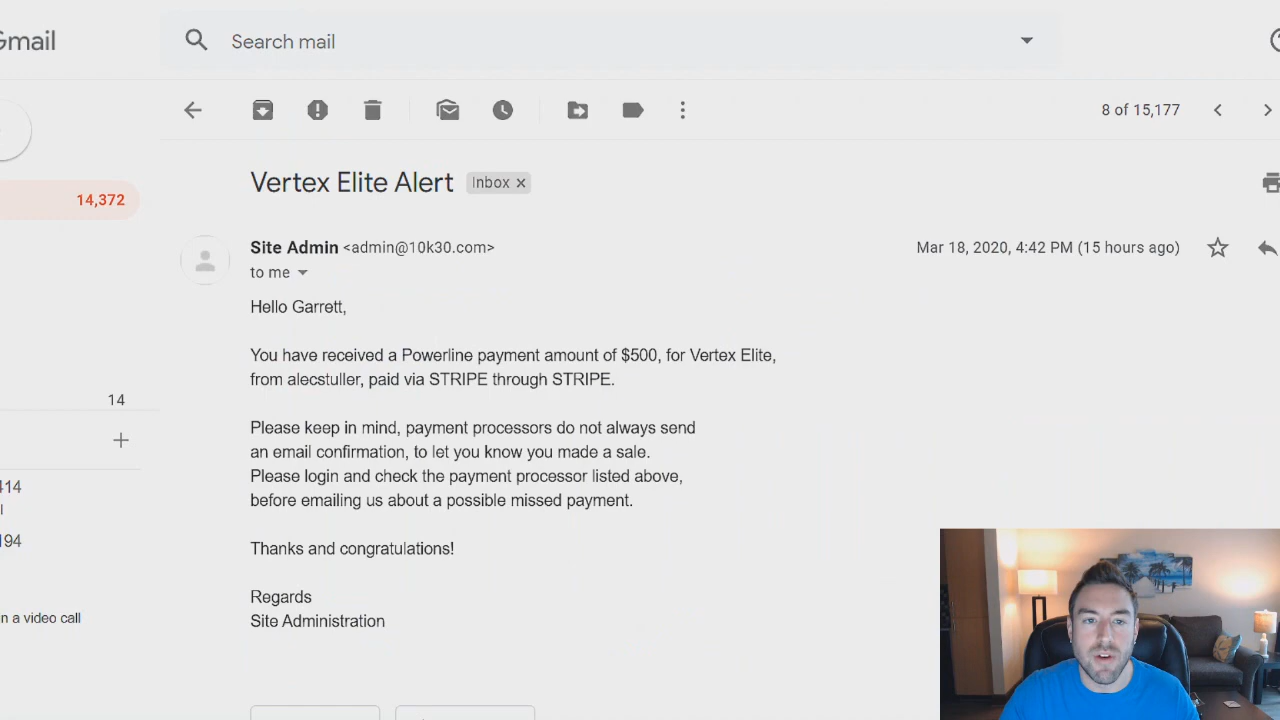 Gmail
Search mail
8 of 15,177
14,372
Vertex Elite Alert
Inbox x
Site Admin <admin@10k30.com>
Mar 18, 2020, 4:42 PM (15 hours ago)
to me
Hello Garrett,
You have received a Powerline payment amount of $500, for Vertex Elite,
from alecstuller, paid via STRIPE through STRIPE.
14
Please keep in mind, payment processors do not always send
an email confirmation, to let you know you made a sale.
Please login and check the payment processor listed above,
before emailing us about a possible missed payment.
414
194
Thanks and congratulations!
Regards
Site Administration
n a video call